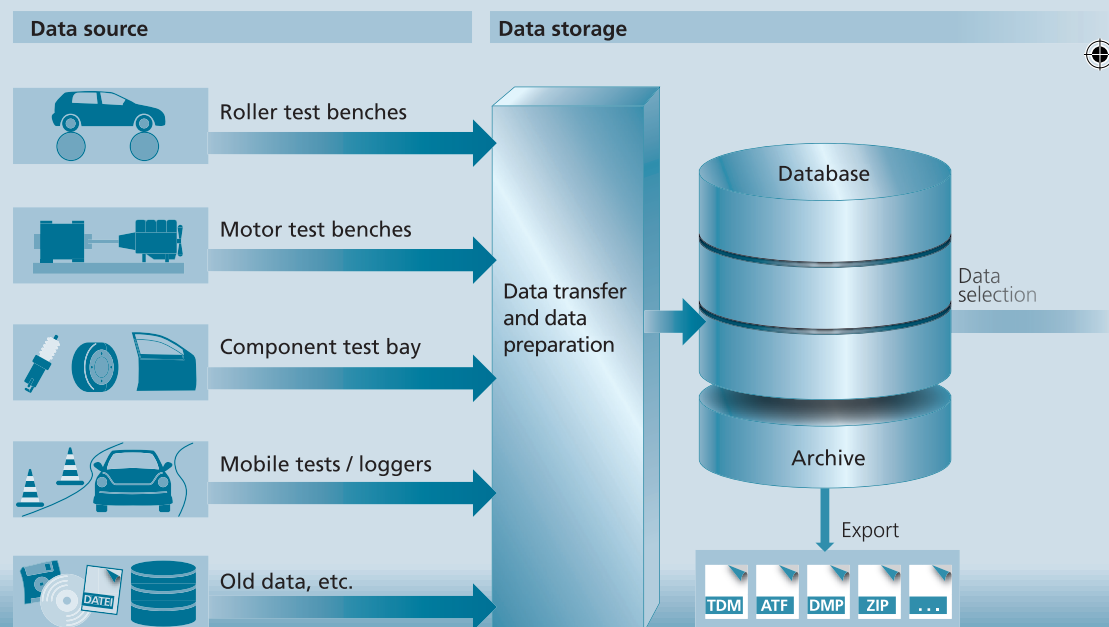 Data source
Data storage
Roller test benches
Motor test benches
Component test bay
Mobile tests / loggers
DATEI
Old data, etc.
Data transfer
and data
preparation
Database
Archive
Data
selection
Export
TDM
ATF
DMP
ZIP
...